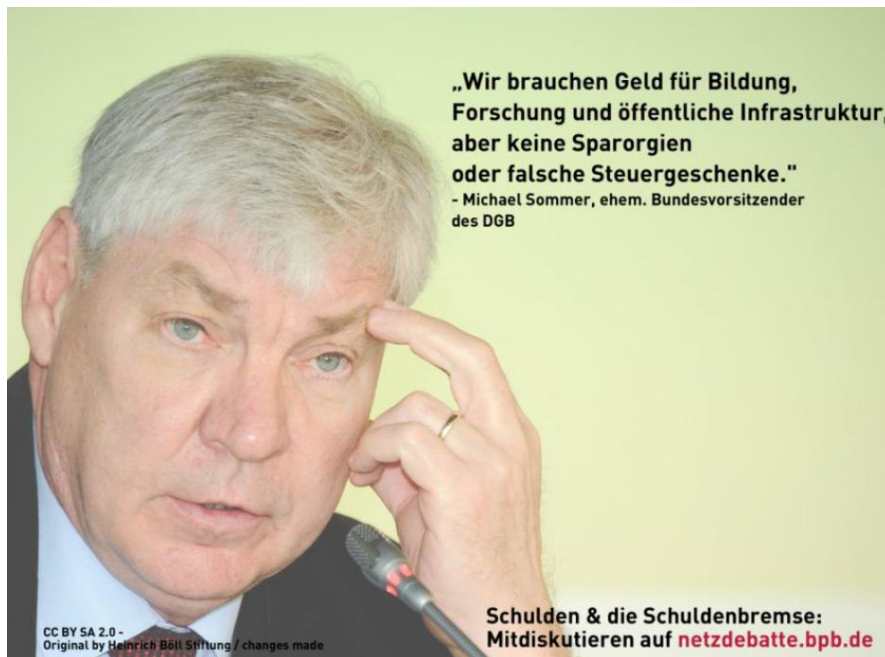 „Wir brauchen Geld für Bildung,
Forschung und öffentliche Infrastruktur,
aber keine Sparorgien
oder falsche Steuergeschenke."
- Michael Sommer, ehem. Bundesvorsitzender
des DGB
CC BY SA 2.0 -
Original by Heinrich Böll Stiftung / changes made
Schulden & die Schuldenbremse:
Mitdiskutieren auf netzdebatte.bpb.de